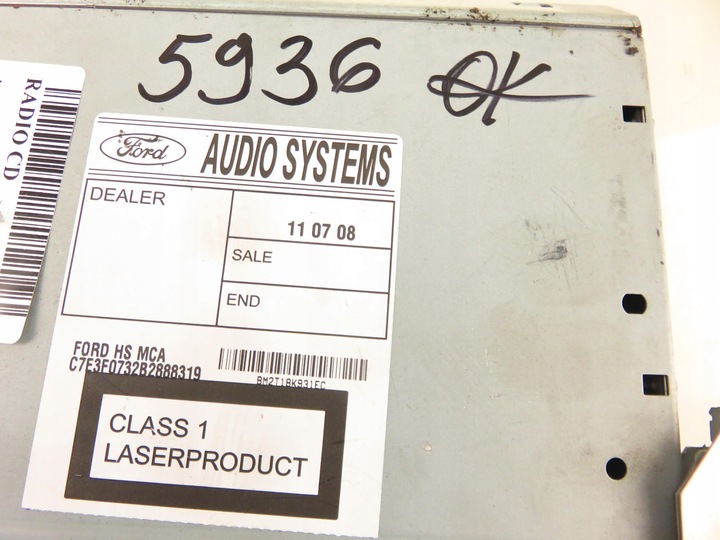 5936 OK
RADIO CD
Ford AUDIO SYSTEMS
DEALER
11 07 08
SALE
END
FORD HS MCA
C7E3F0732B2888319
8M2T18K931EC
CLASS 1
LASERPRODUCT